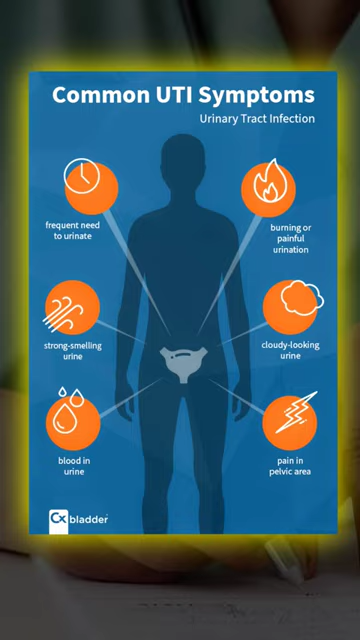 Common UTI Symptoms
Urinary Tract Infection
frequent need
to urinate
burning or
painful
urination
strong-smelling
urine
cloudy-looking
urine
blood in
urine
pain in
pelvic area
Cx bladder